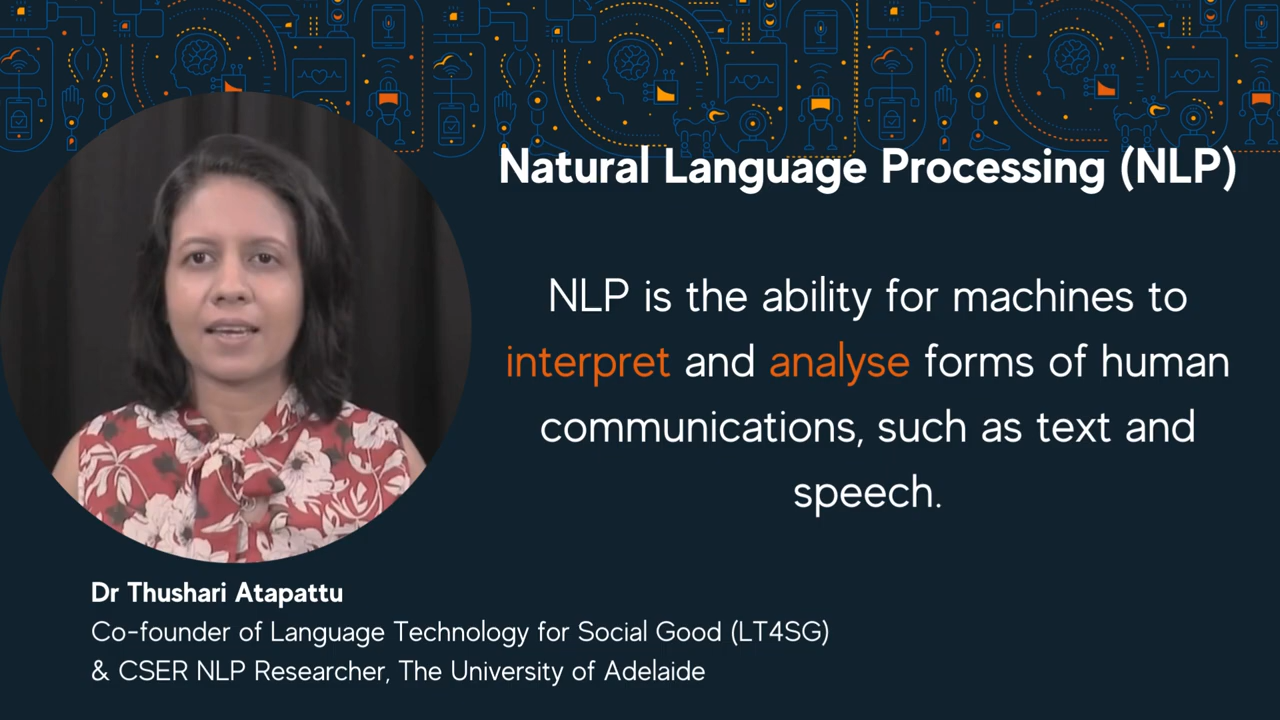 Natural Language Processing (NLP)
NLP is the ability for machines to
interpret and analyse forms of human
communications, such as text and
speech.
Dr Thushari Atapattu
Co-founder of Language Technology for Social Good (LT4SG)
& CSER NLP Researcher, The University of Adelaide